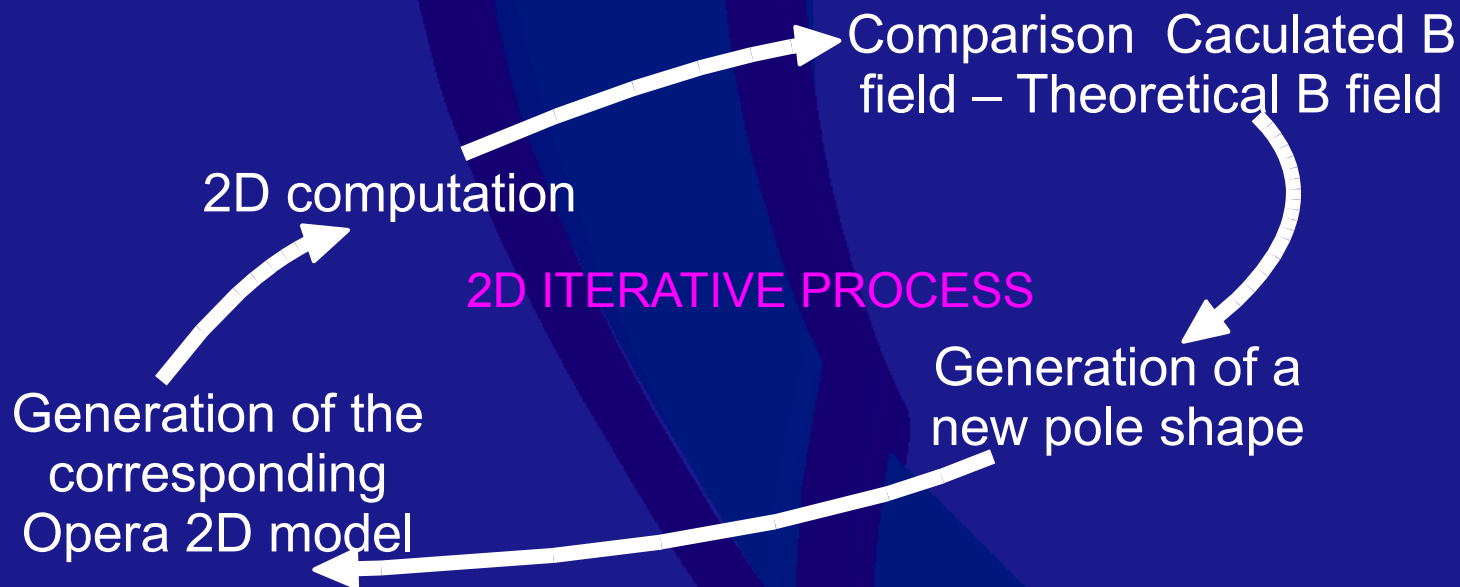 Comparison  Caculated B
field – Theoretical B field
2D computation
2D ITERATIVE PROCESS
Generation of a
new pole shape
Generation of the
corresponding
Opera 2D model